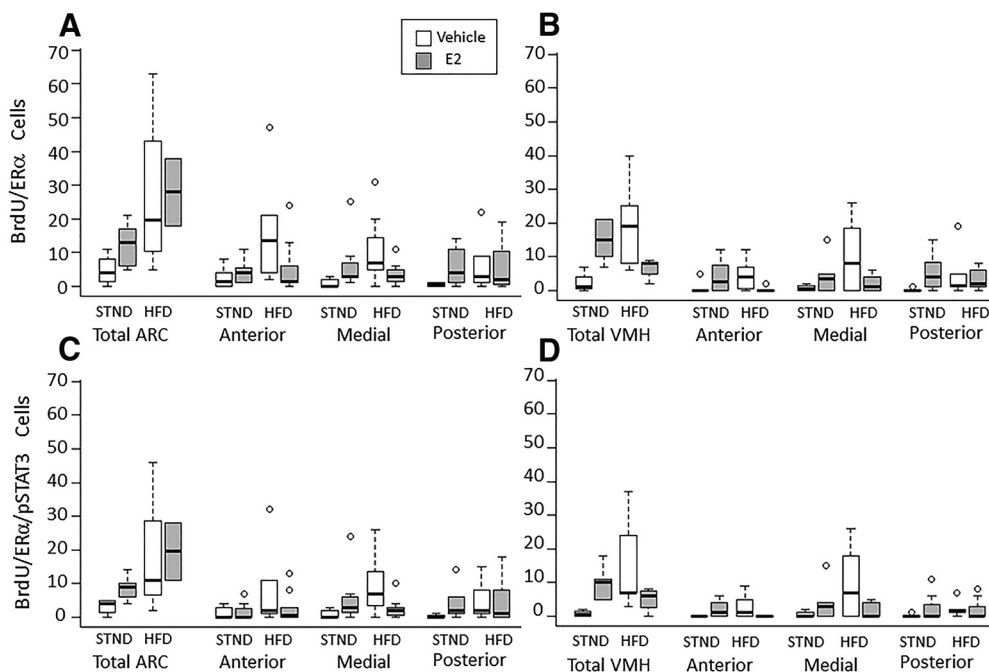 A
B
Vehicle
E2
BrdU/ERα Cells
70
60
50
40
30
20
10
0
STND HFD STND HFD STND HFD STND HFD
Total ARC Anterior Medial Posterior
70
60
50
40
30
20
10
0
STND HFD STND HFD STND HFD STND HFD
Total VMH Anterior Medial Posterior
C
D
BrdU/ERα/pSTAT3 Cells
70
60
50
40
30
20
10
0
STND HFD STND HFD STND HFD STND HFD
Total ARC Anterior Medial Posterior
70
60
50
40
30
20
10
0
STND HFD STND HFD STND HFD STND HFD
Total VMH Anterior Medial Posterior